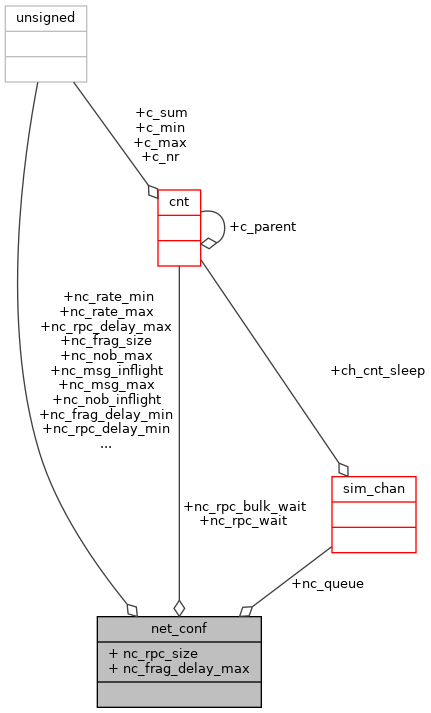 unsigned
+c_sum
+c_min
+c_max
+c_nr
cnt
+c_parent
+nc_rate_min
+nc_rate_max
+nc_rpc_delay_max
+nc_frag_size
+nc_nob_max
+nc_msg_inflight
+nc_msg_max
+nc_nob_inflight
+nc_frag_delay_min
+nc_rpc_delay_min
...
+ch_cnt_sleep
sim_chan
+nc_rpc_bulk_wait
+nc_rpc_wait
+nc_queue
net_conf
+ nc_rpc_size
+ nc_frag_delay_max